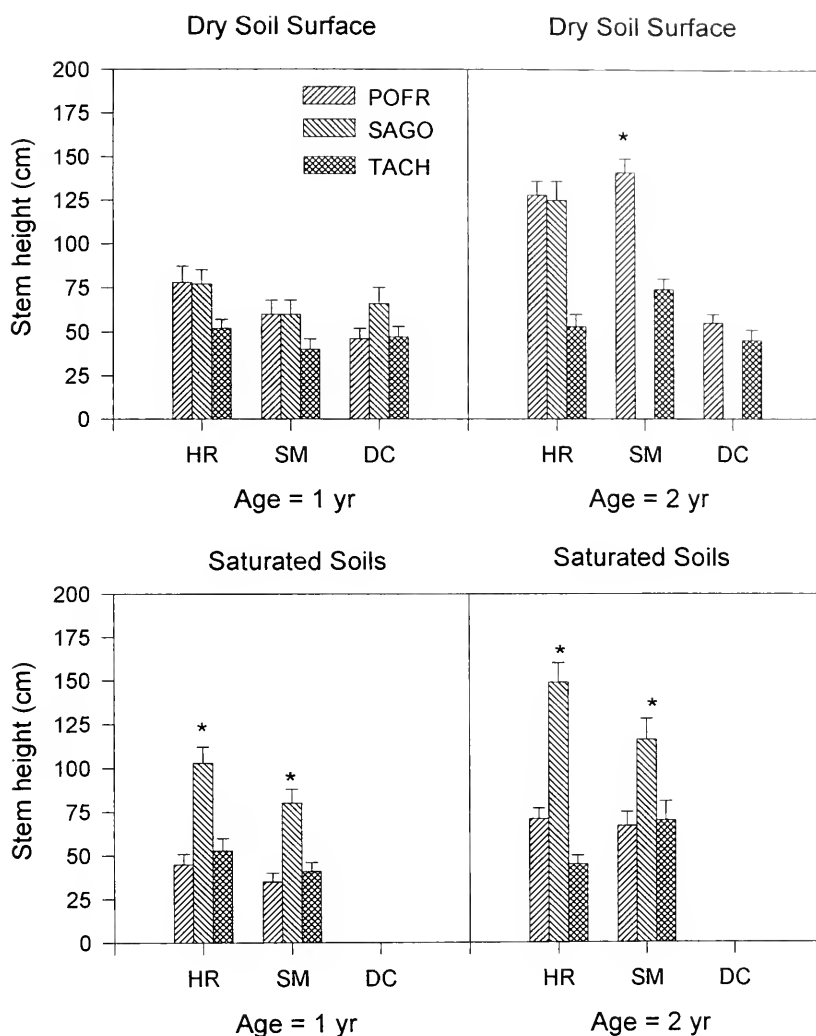 Dry Soil Surface
Dry Soil Surface
Stem height (cm)
200
175
150
125
100
75
50
25
0
POFR
SAGO
TACH
*
HR SM DC
HR SM DC
Age = 1 yr
Age = 2 yr
Saturated Soils
Saturated Soils
Stem height (cm)
200
175
150
125
100
75
50
25
0
* *
* *
HR SM DC
HR SM DC
Age = 1 yr
Age = 2 yr